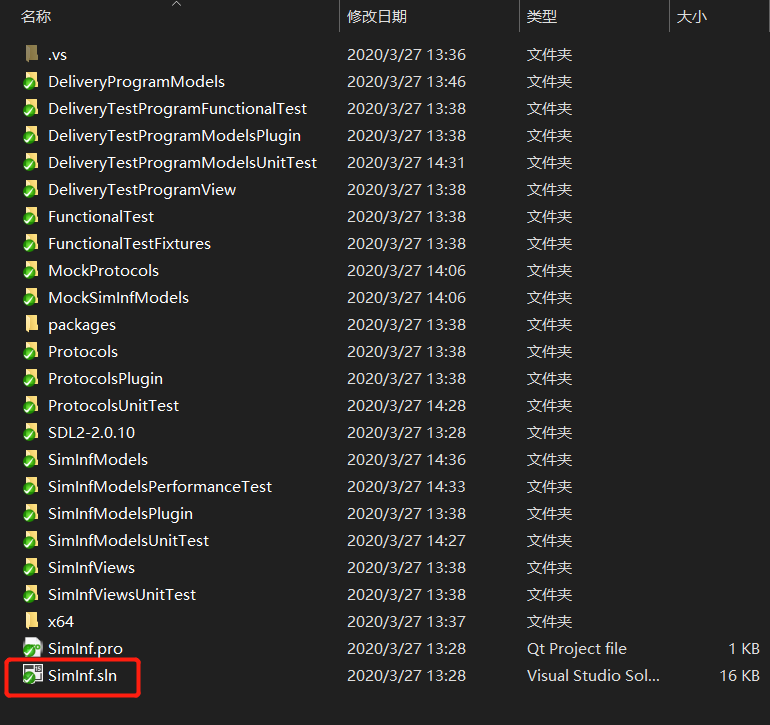 名称 修改日期 类型 大小
.vs 2020/3/27 13:36 文件夹
DeliveryProgramModels 2020/3/27 13:46 文件夹
DeliveryTestProgramFunctionalTest 2020/3/27 13:38 文件夹
DeliveryTestProgramModelsPlugin 2020/3/27 13:38 文件夹
DeliveryTestProgramModelsUnitTest 2020/3/27 14:31 文件夹
DeliveryTestProgramView 2020/3/27 13:38 文件夹
FunctionalTest 2020/3/27 13:38 文件夹
FunctionalTestFixtures 2020/3/27 13:38 文件夹
MockProtocols 2020/3/27 14:06 文件夹
MockSimInfModels 2020/3/27 14:06 文件夹
packages 2020/3/27 13:38 文件夹
Protocols 2020/3/27 13:38 文件夹
ProtocolsPlugin 2020/3/27 13:38 文件夹
ProtocolsUnitTest 2020/3/27 14:28 文件夹
SDL2-2.0.10 2020/3/27 13:28 文件夹
SimInfModels 2020/3/27 14:36 文件夹
SimInfModelsPerformanceTest 2020/3/27 14:33 文件夹
SimInfModelsPlugin 2020/3/27 13:38 文件夹
SimInfModelsUnitTest 2020/3/27 14:27 文件夹
SimInfViews 2020/3/27 13:38 文件夹
SimInfViewsUnitTest 2020/3/27 13:38 文件夹
x64 2020/3/27 13:37 文件夹
SimInf.pro 2020/3/27 13:28 Qt Project file 1 KB
SimInf.sln 2020/3/27 13:28 Visual Studio Sol... 16 KB